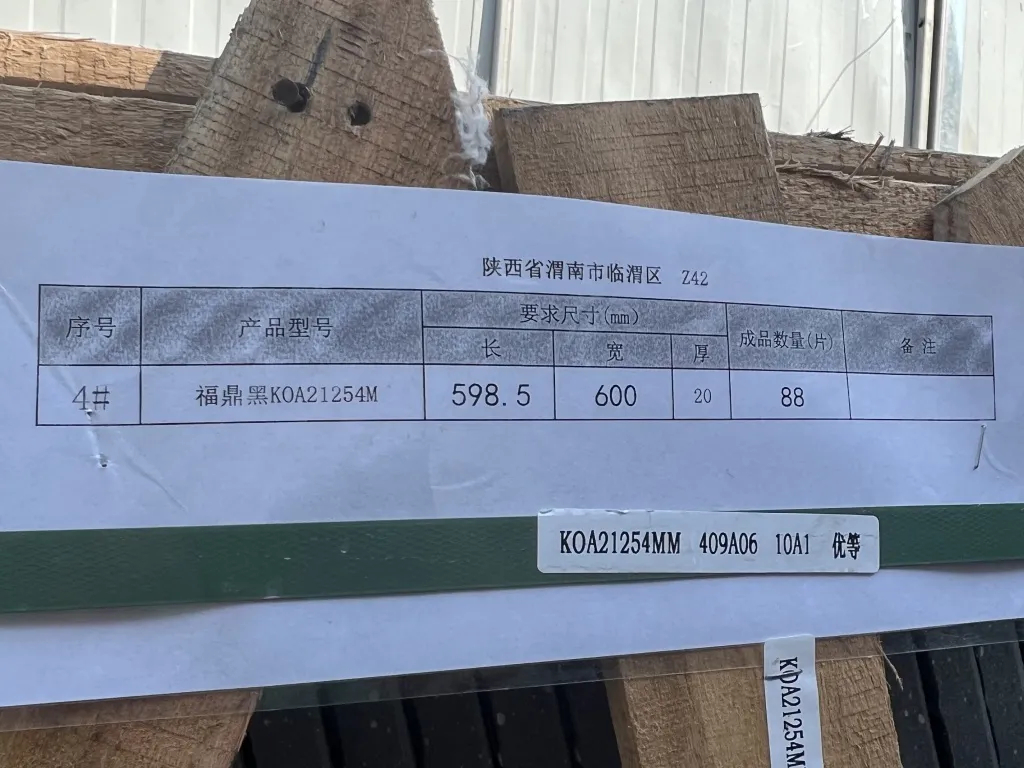 陕西省渭南市临渭区 Z42
序号 产品型号 要求尺寸(mm) 成品数量(片) 备注
长 宽 厚
4# 福鼎黑KOA21254M 598.5 600 20 88
KOA21254MM 409A06 10A1 优等
KOA21254M